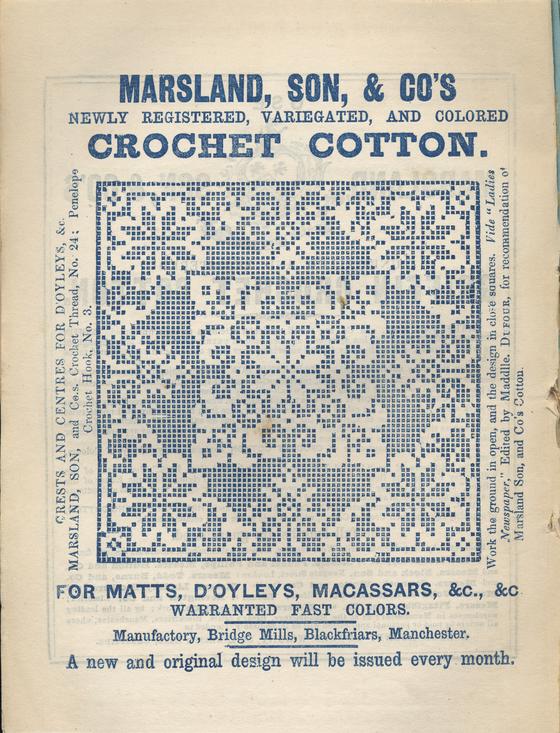 MARSLAND, SON, & CO'S
NEWLY REGISTERED, VARIEGATED, AND COLORED
CROCHET COTTON.
CRESTS AND CENTRES FOR D'OYLEYS, &c.
MARSLAND, SON, and Co.s. Crochet Thread, No. 24; Penelope
Crochet Hook, No. 3.
Work the ground in open, and the design in close squares. Vide "Ladies
Newspaper," Edited by Maddlle. DUFOUR, for recommendation of
Marsland Son, and Co's Cotton.
FOR MATTS, D'OYLEYS, MACASSARS, &c., &c
WARRANTED FAST COLORS.
Manufactory, Bridge Mills, Blackfriars, Manchester.
A new and original design will be issued every month.